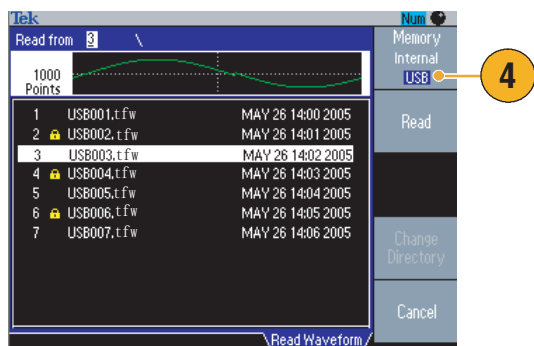 Tek
Num
Read from 3 \
1000
Points
1 USB001.tfw MAY 26 14:00 2005
2 USB002.tfw MAY 26 14:01 2005
3 USB003.tfw MAY 26 14:02 2005
4 USB004.tfw MAY 26 14:03 2005
5 USB005.tfw MAY 26 14:04 2005
6 USB006.tfw MAY 26 14:05 2005
7 USB007.tfw MAY 26 14:06 2005
Read Waveform
Memory
Internal
USB
4
Read
Change
Directory
Cancel